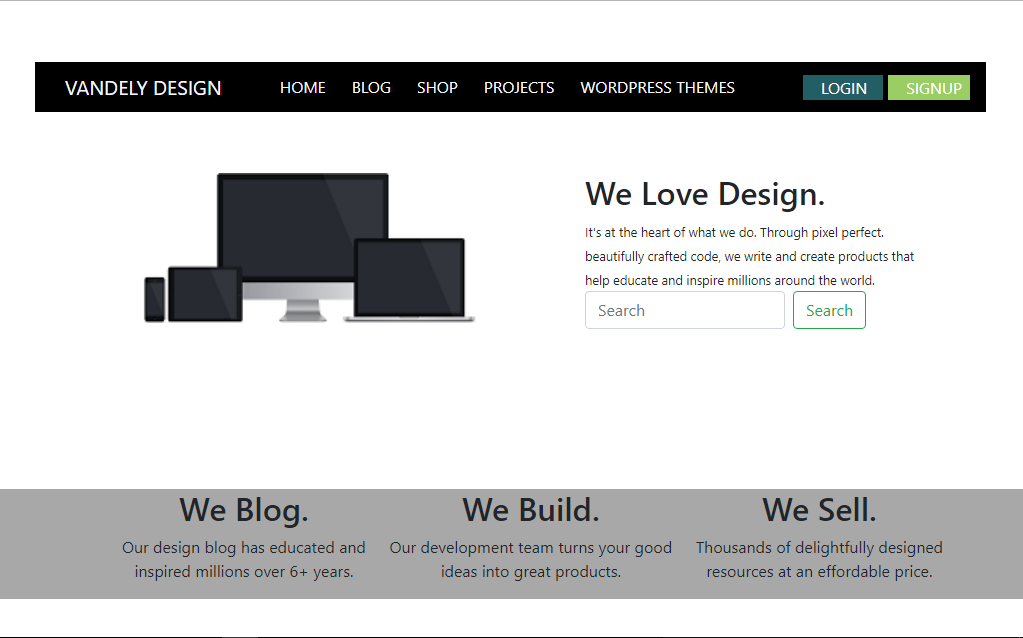 VANDELY DESIGN HOME BLOG SHOP PROJECTS WORDPRESS THEMES LOGIN SIGNUP
We Love Design.
It's at the heart of what we do. Through pixel perfect.
beautifully crafted code, we write and create products that
help educate and inspire millions around the world.
Search Search
We Blog. We Build. We Sell.
Our design blog has educated and Our development team turns your good Thousands of delightfully designed
inspired millions over 6+ years. ideas into great products. resources at an effordable price.